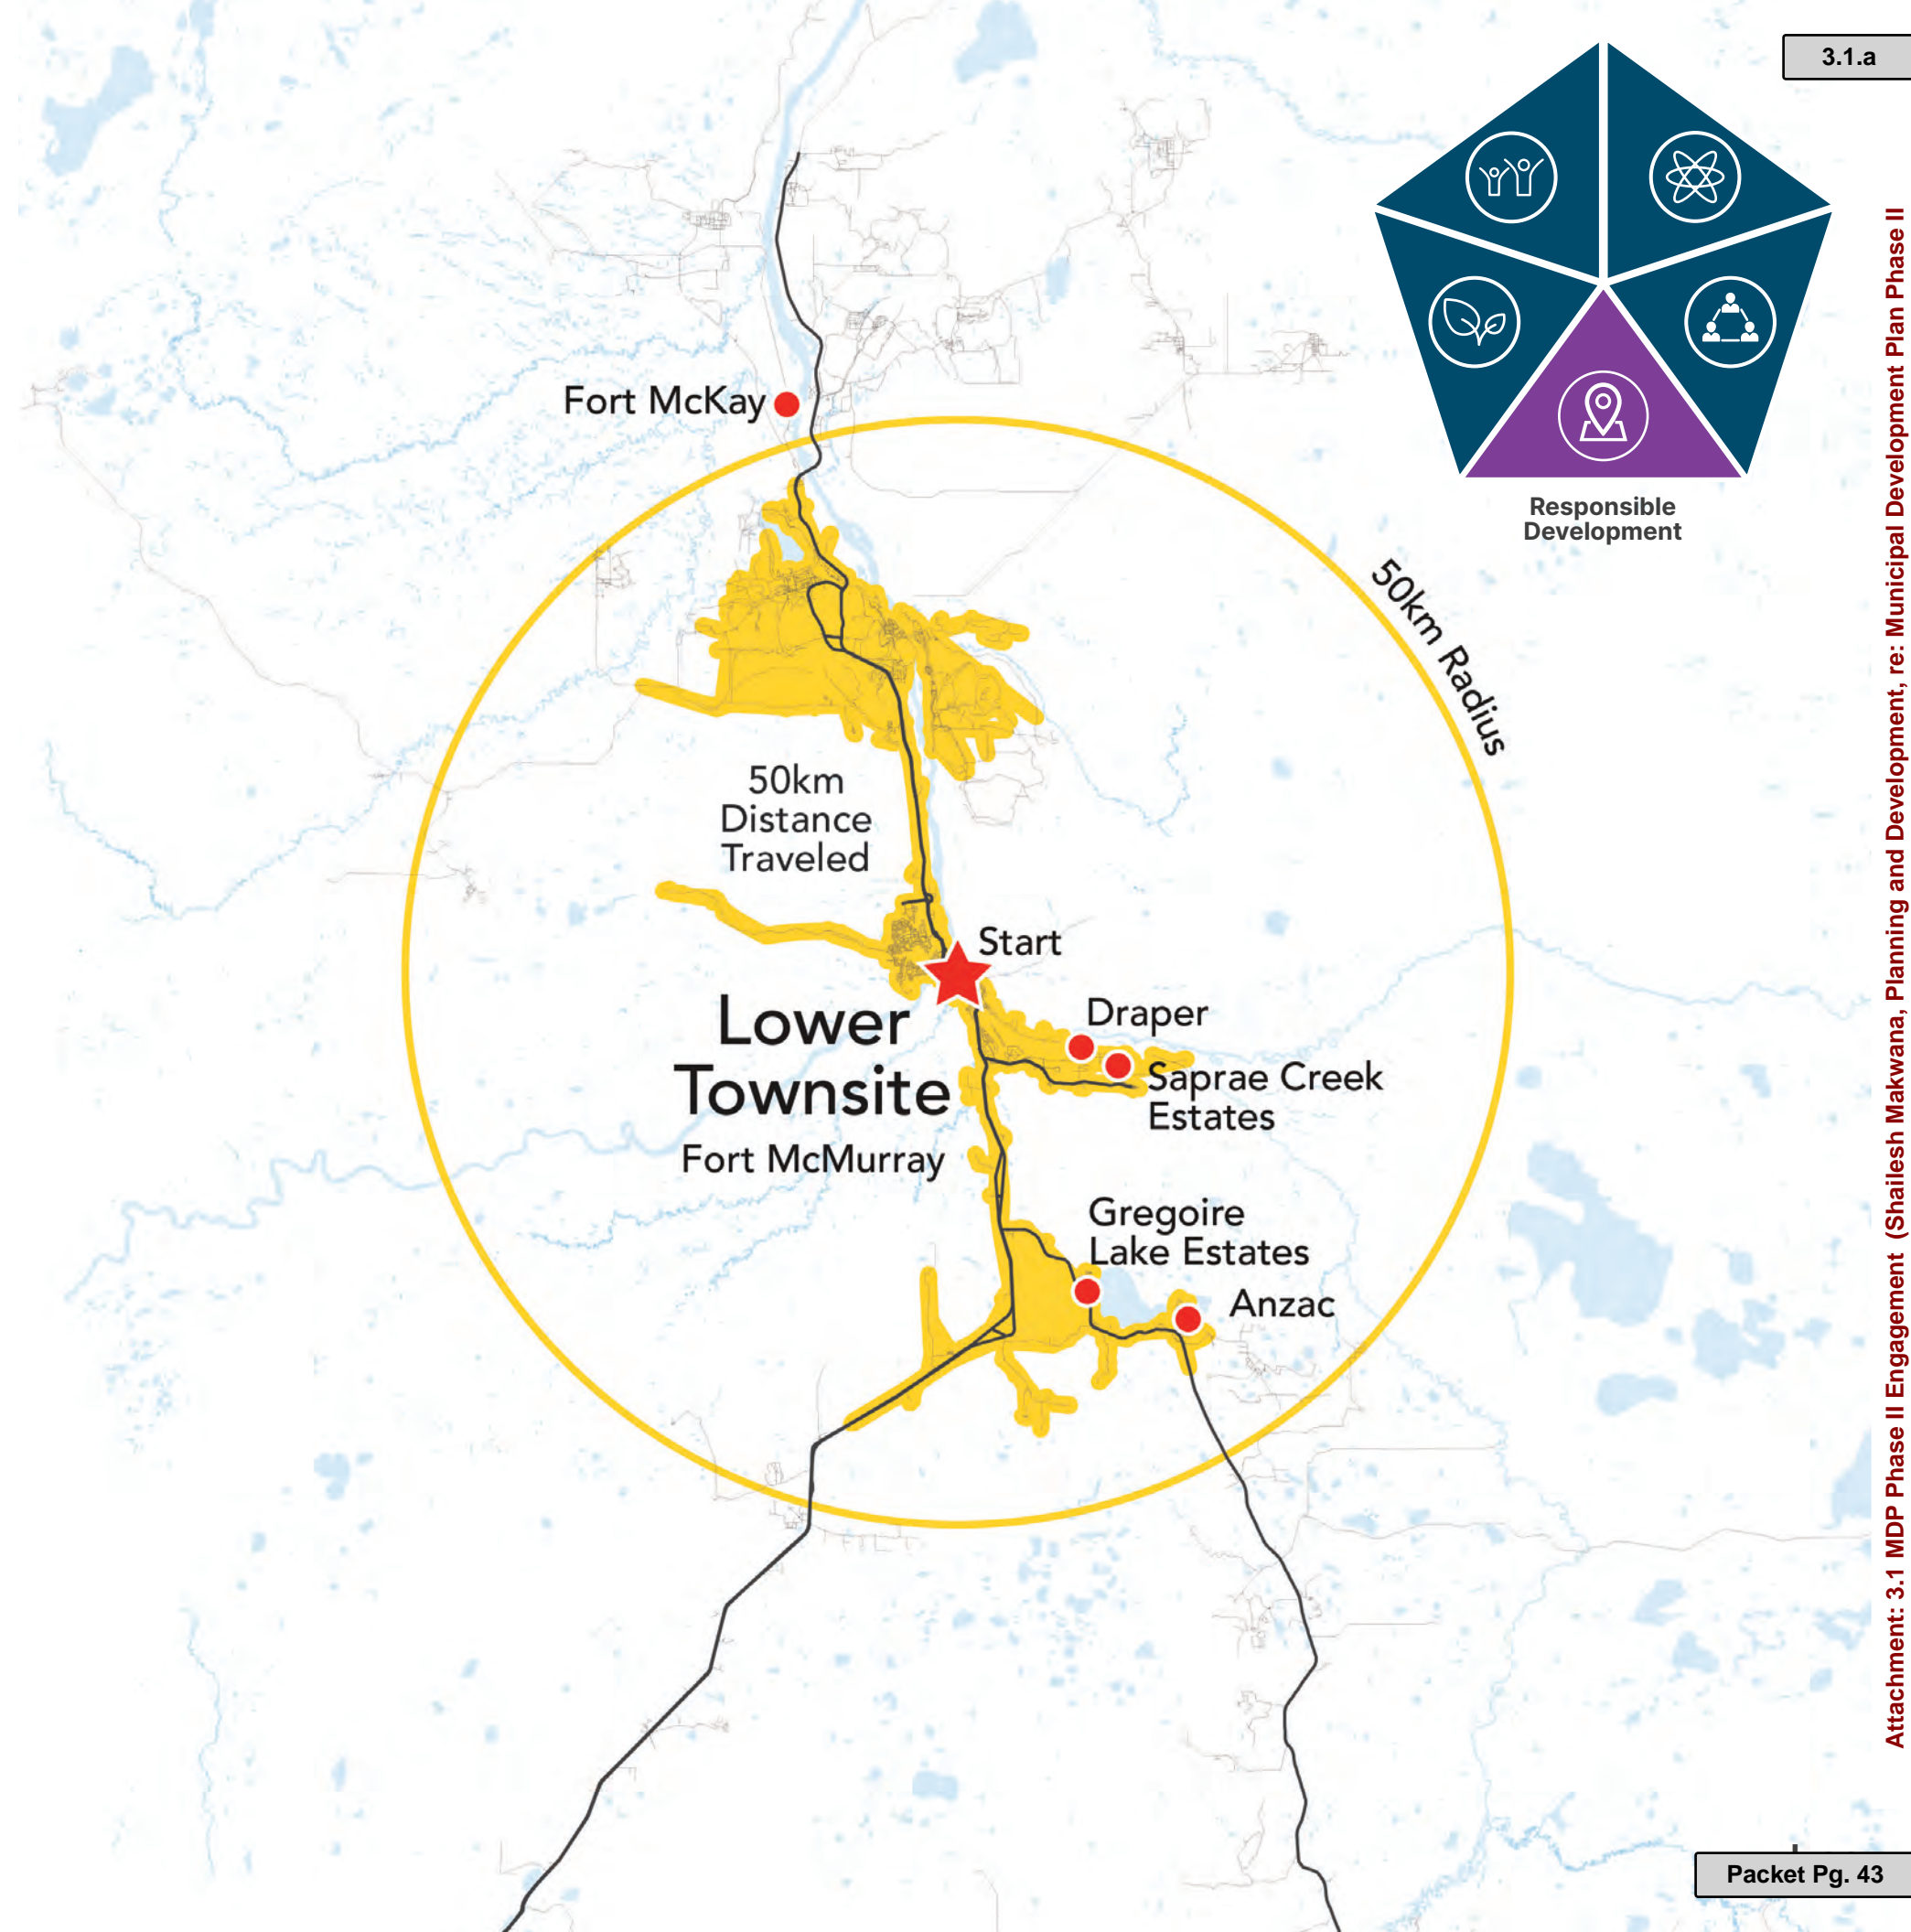 3.1.a
Responsible
Development
Fort McKay
50km Radius
50km
Distance
Traveled
Start
Lower
Townsite
Fort McMurray
Draper
Saprae Creek
Estates
Gregoire
Lake Estates
Anzac
Attachment: 3.1 MDP Phase II Engagement (Shailesh Makwana, Planning and Development, re: Municipal Development Plan Phase II
Packet Pg. 43